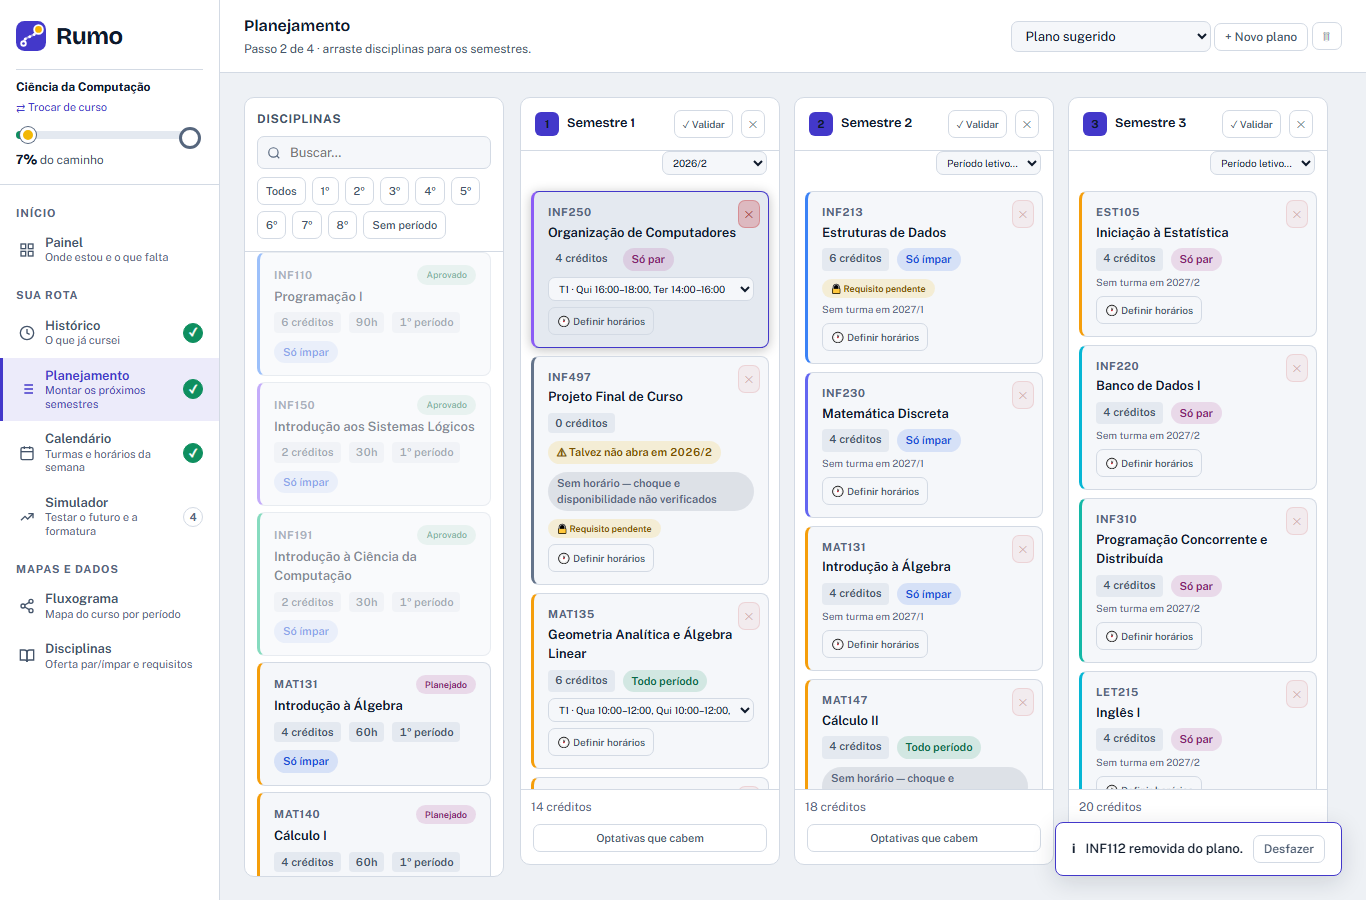 Rumo
Ciência da Computação
⇄ Trocar de curso
7% do caminho
INÍCIO
Painel
Onde estou e o que falta
SUA ROTA
Histórico
O que já cursei
Planejamento
Montar os próximos
semestres
Calendário
Turmas e horários da
semana
Simulador
Testar o futuro e a
formatura
4
MAPAS E DADOS
Fluxograma
Mapa do curso por período
Disciplinas
Oferta par/ímpar e requisitos
Planejamento
Passo 2 de 4 · arraste disciplinas para os semestres.
Plano sugerido
+ Novo plano
DISCIPLINAS
Buscar...
Todos 1º 2º 3º 4º 5º
6º 7º 8º Sem período
INF110 Aprovado
Programação I
6 créditos 90h 1º período
Só ímpar
INF150 Aprovado
Introdução aos Sistemas Lógicos
2 créditos 30h 1º período
Só ímpar
INF191 Aprovado
Introdução à Ciência da
Computação
2 créditos 30h 1º período
Só ímpar
MAT131 Planejado
Introdução à Álgebra
4 créditos 60h 1º período
Só ímpar
MAT140 Planejado
Cálculo I
4 créditos 60h 1º período
1 Semestre 1 ✓ Validar ×
2026/2
INF250 ×
Organização de Computadores
4 créditos Só par
T1 · Qui 16:00–18:00, Ter 14:00–16:00
Definir horários
INF497 ×
Projeto Final de Curso
0 créditos
⚠ Talvez não abra em 2026/2
Sem horário — choque e
disponibilidade não verificados
Requisito pendente
Definir horários
MAT135 ×
Geometria Analítica e Álgebra
Linear
6 créditos Todo período
T1 · Qua 10:00–12:00, Qui 10:00–12:00,
Definir horários
14 créditos
Optativas que cabem
2 Semestre 2 ✓ Validar ×
Período letivo...
INF213 ×
Estruturas de Dados
6 créditos Só ímpar
Requisito pendente
Sem turma em 2027/1
Definir horários
INF230 ×
Matemática Discreta
4 créditos Só ímpar
Sem turma em 2027/1
Definir horários
MAT131 ×
Introdução à Álgebra
4 créditos Só ímpar
Sem turma em 2027/1
Definir horários
MAT147 ×
Cálculo II
4 créditos Todo período
Sem horário — choque e
18 créditos
Optativas que cabem
3 Semestre 3 ✓ Validar ×
Período letivo...
EST105 ×
Iniciação à Estatística
4 créditos Só par
Sem turma em 2027/2
Definir horários
INF220 ×
Banco de Dados I
4 créditos Só par
Sem turma em 2027/2
Definir horários
INF310 ×
Programação Concorrente e
Distribuída
4 créditos Só par
Sem turma em 2027/2
Definir horários
LET215 ×
Inglês I
4 créditos Só par
Sem turma em 2027/2
Definir horários
20 créditos
i INF112 removida do plano. Desfazer